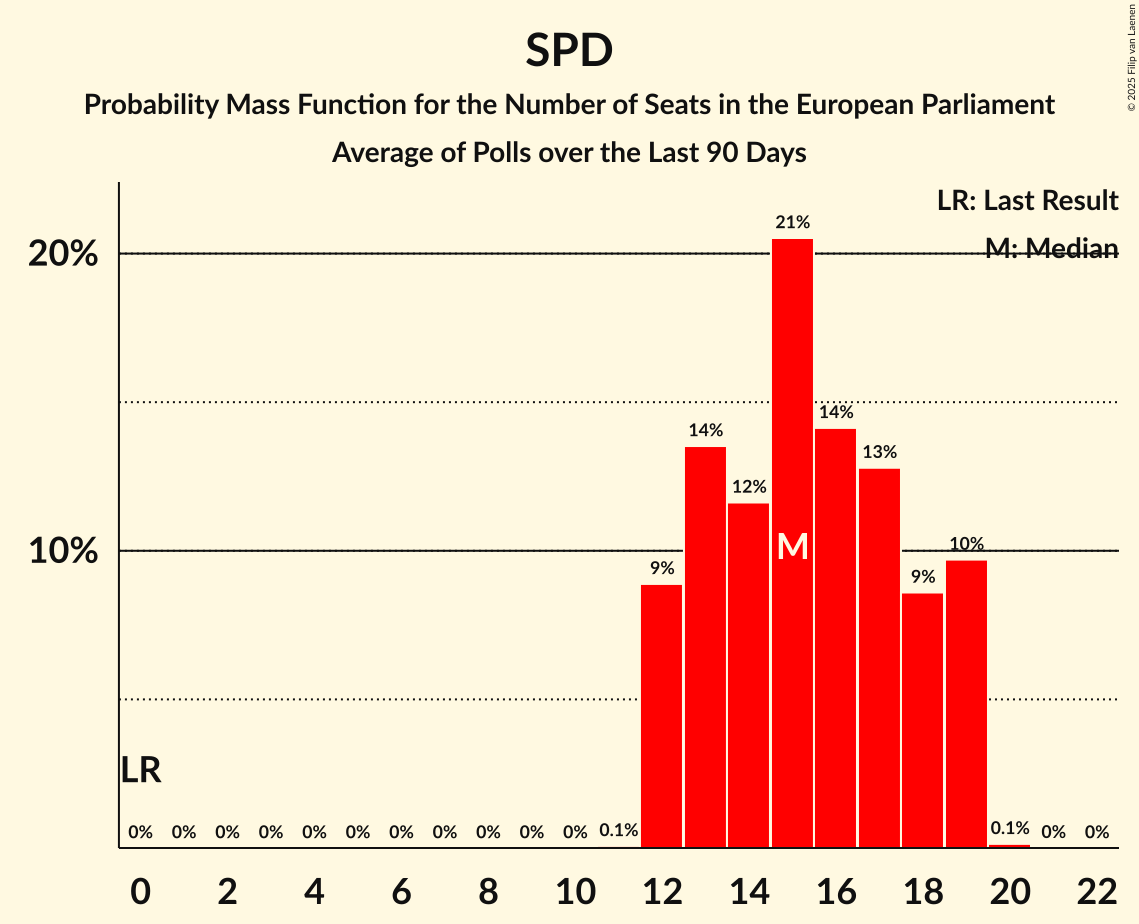 SPD
Probability Mass Function for the Number of Seats in the European Parliament
Average of Polls over the Last 90 Days
© 2025 Filip van Laenen
LR: Last Result
M: Median
20%
10%
21%
14%
14%
13%
12%
M
10%
9%
9%
LR
0% 0% 0% 0% 0% 0% 0% 0% 0% 0% 0% 0.1% 0.1% 0% 0%
0 2 4 6 8 10 12 14 16 18 20 22